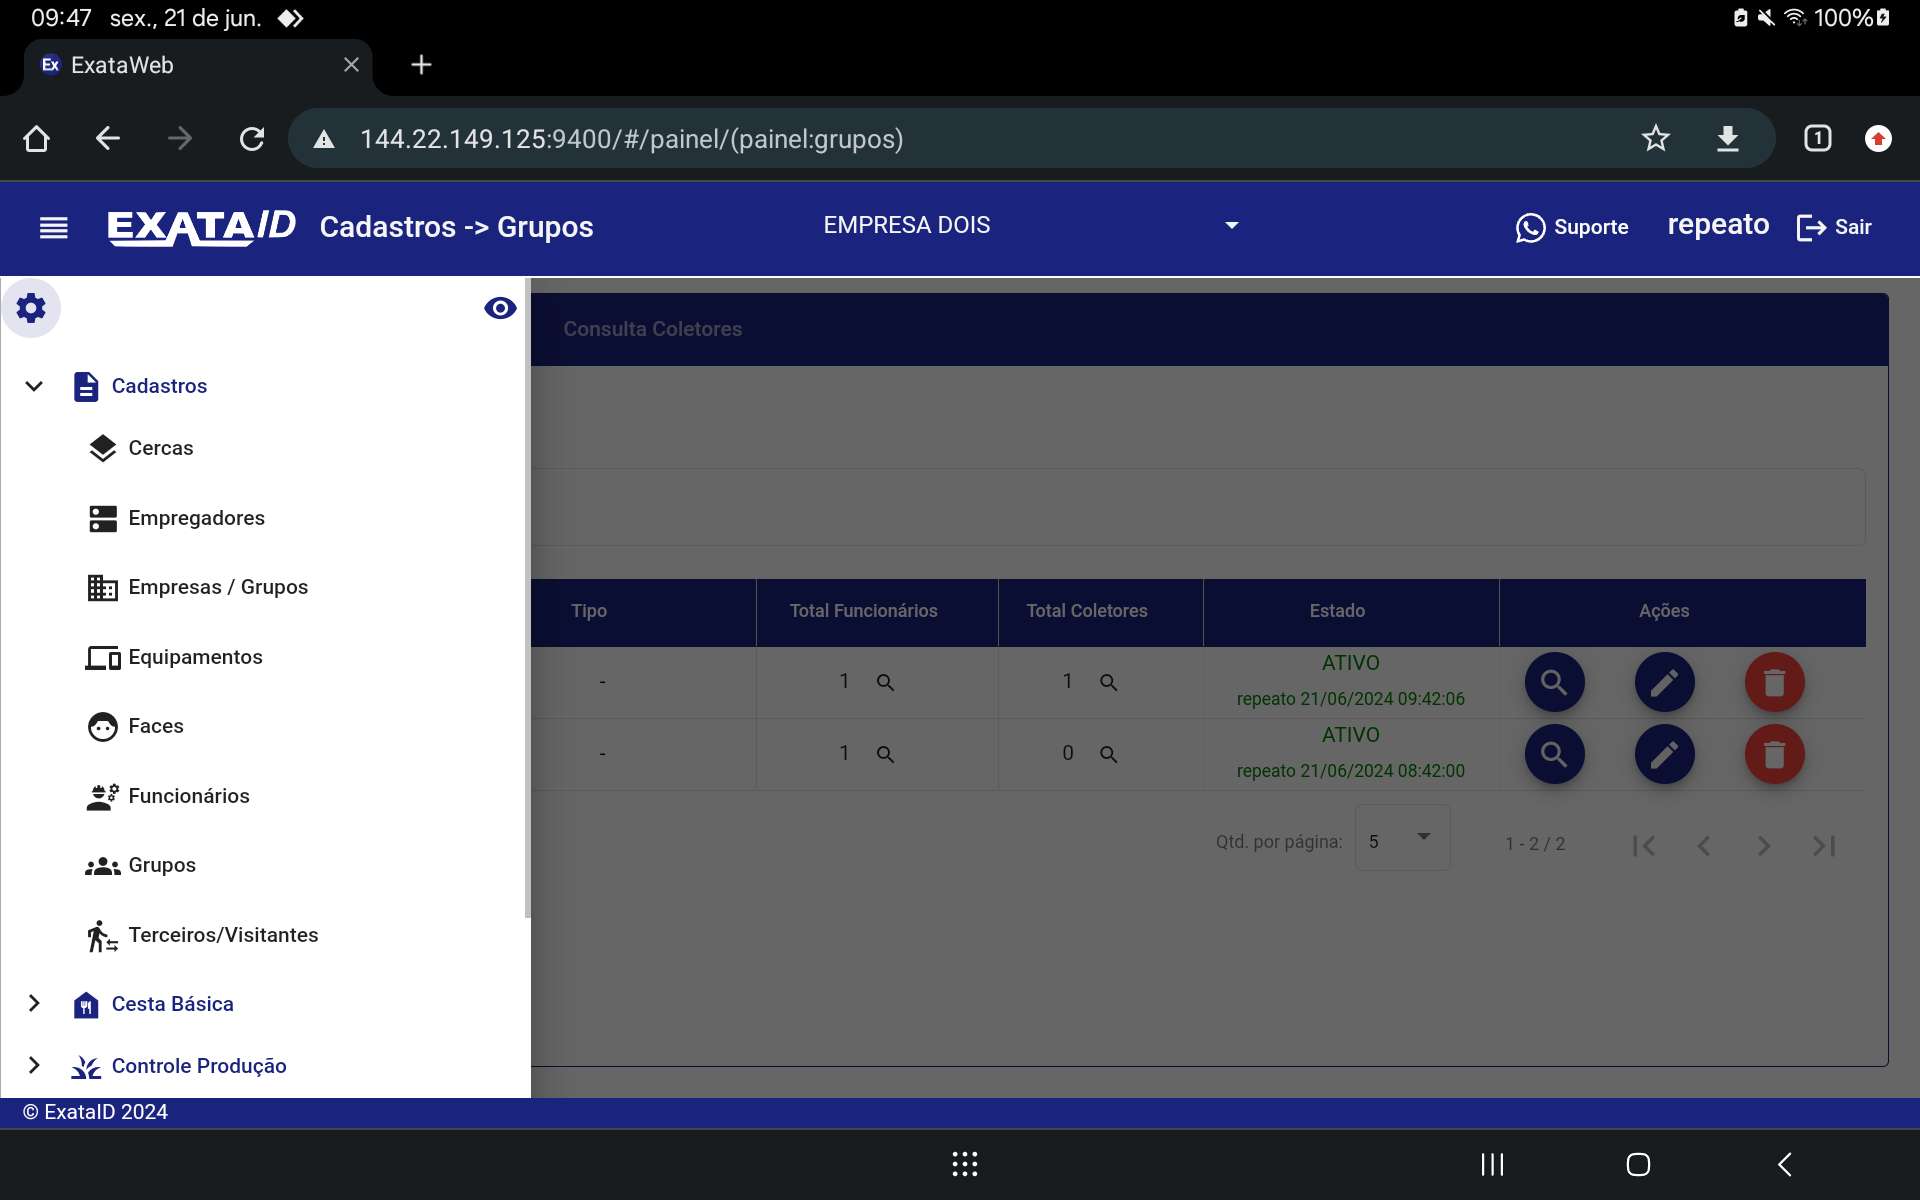 09:47 sex., 21 de jun. 100%
Ex ExataWeb
144.22.149.125:9400/#/painel/(painel:grupos) 1
EXATAID Cadastros -> Grupos EMPRESA DOIS Suporte repeato Sair
Consulta Coletores
Cadastros
Cercas
Empregadores
Empresas / Grupos
Equipamentos
Faces
Funcionários
Grupos
Terceiros/Visitantes
Cesta Básica
Controle Produção
Tipo Total Funcionários Total Coletores Estado Ações
- 1 1 ATIVO
repeato 21/06/2024 09:42:06
- 1 0 ATIVO
repeato 21/06/2024 08:42:00
Qtd. por página: 5 1 - 2 / 2
© ExataID 2024